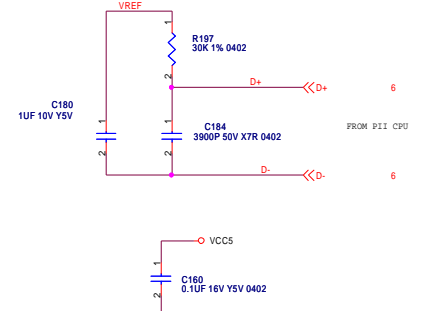 VREF
1
R197
30K 1% 0402
2
D+
D+
6
C180
1UF 10V Y5V
1
2
1
2
C184
3900P 50V X7R 0402
FROM PII CPU
D-
D-
6
VCC5
1
C160
0.1UF 16V Y5V 0402
2